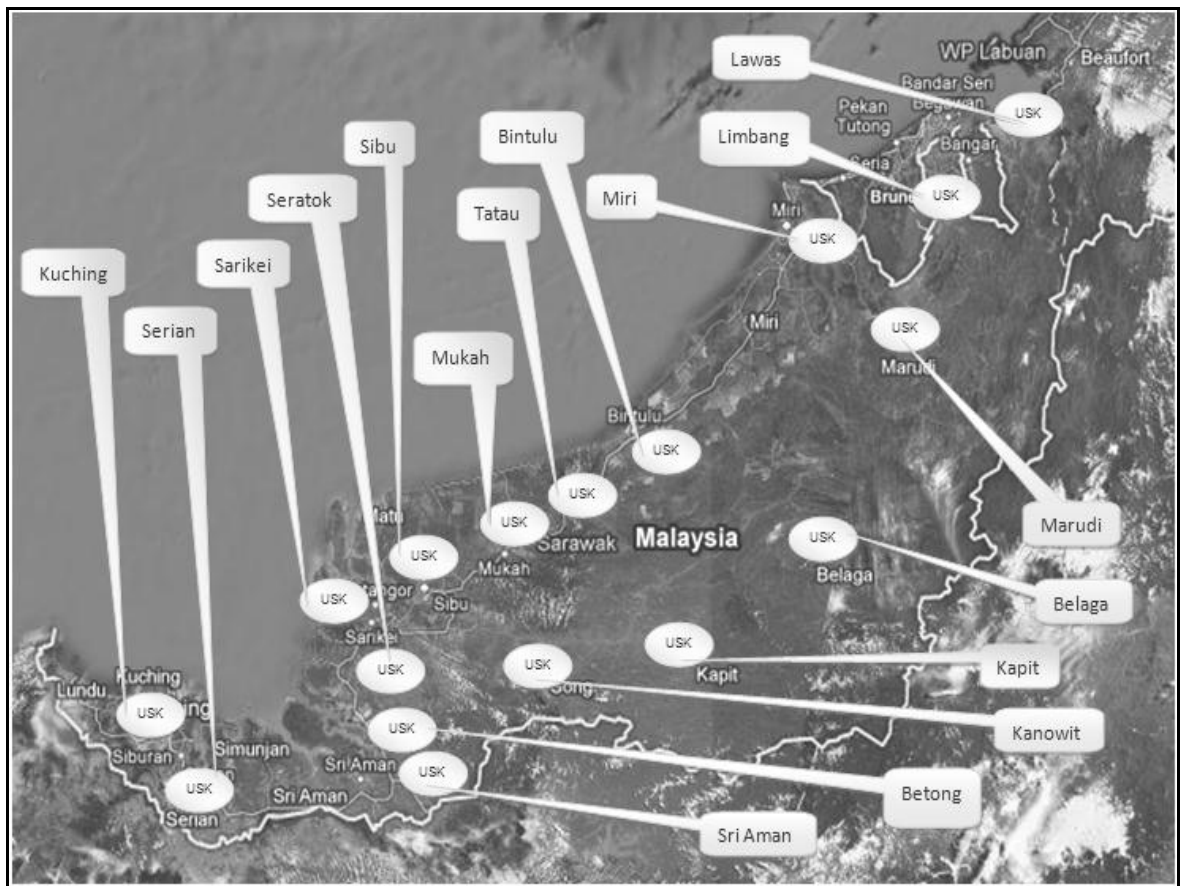 WP Labuan
Beaufort
Lawas
Bandar Seri
Begawan
Pekan
Tutong
USK
Bintulu
Limbang
Bangar
Sibu
Seria
Seratok
Tatau
Miri
USK
Miri
USK
Kuching
Sarikei
Serian
Miri
USK
Mukah
Marudi
Bintulu
USK
USK
Marudi
USK
Sarawak
Malaysia
USK
USK
Mukah
Belaga
USK
Sibu
Belaga
Sarikei
USK
USK
USK
Kapit
Kapit
Kuching
Lundu
USK
Kanowit
USK
Siburan
Simunjan
Sri Aman
USK
Betong
USK
Sri Aman
Serian
Sri Aman